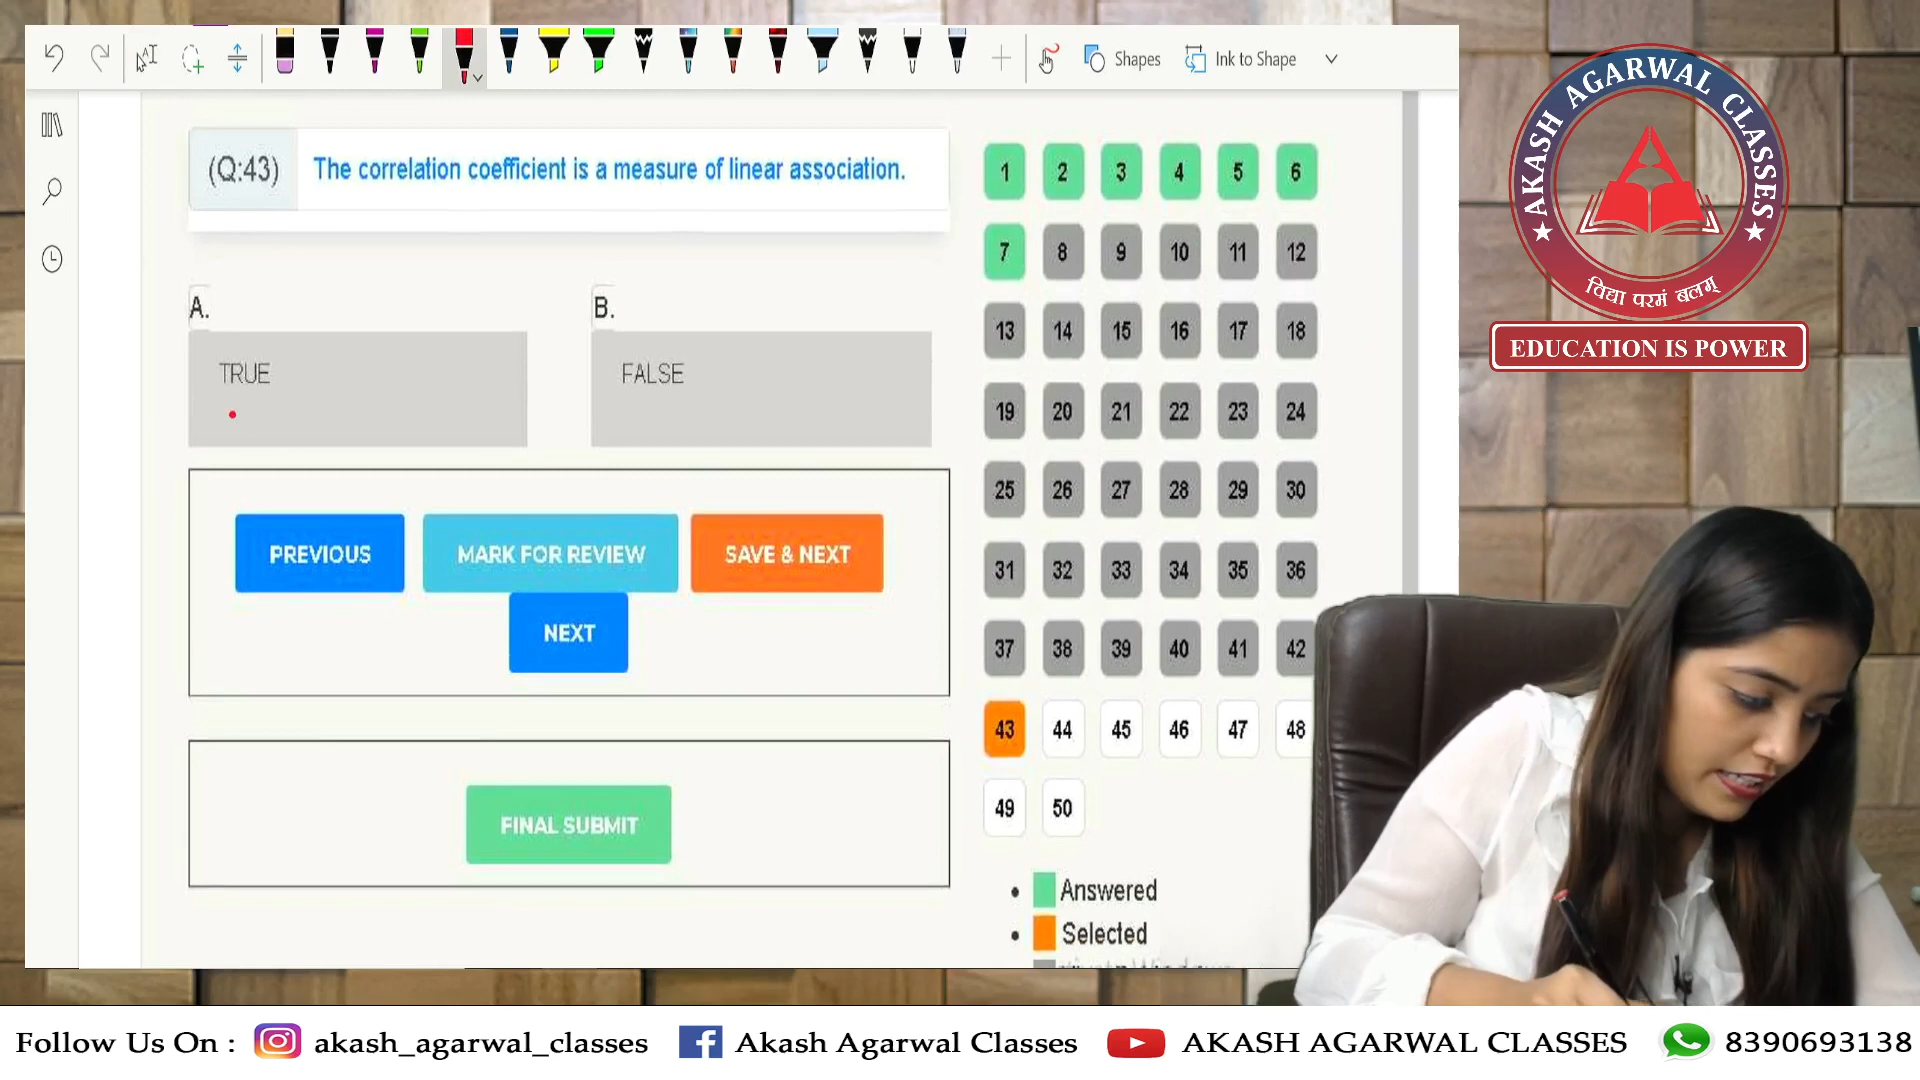 Shapes
Ink to Shape
(Q:43) The correlation coefficient is a measure of linear association.
A.
B.
TRUE
FALSE
PREVIOUS
MARK FOR REVIEW
SAVE & NEXT
NEXT
FINAL SUBMIT
1 2 3 4 5 6
7 8 9 10 11 12
13 14 15 16 17 18
19 20 21 22 23 24
25 26 27 28 29 30
31 32 33 34 35 36
37 38 39 40 41 42
43 44 45 46 47 48
49 50
Answered
Selected
AKASH AGARWAL CLASSES
विद्या परमं बलम्
EDUCATION IS POWER
Follow Us On : akash_agarwal_classes Akash Agarwal Classes AKASH AGARWAL CLASSES 8390693138